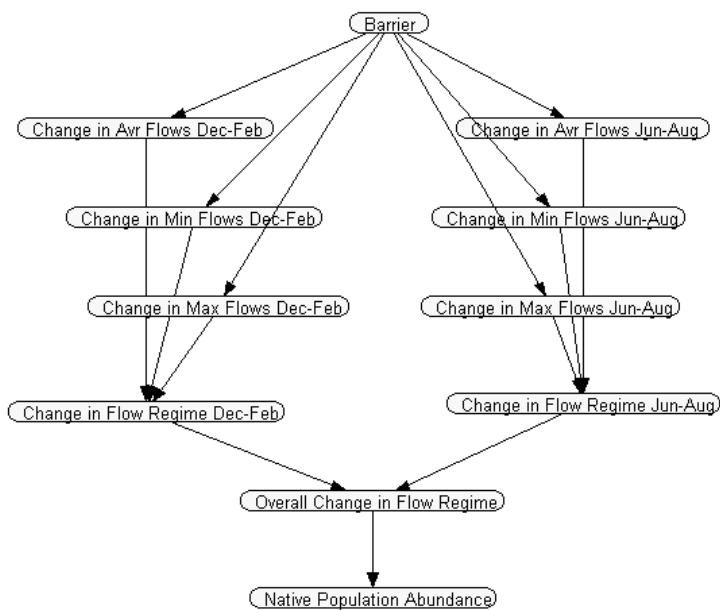 Barrier
Change in Avr Flows Dec-Feb
Change in Avr Flows Jun-Aug
Change in Min Flows Dec-Feb
Change in Min Flows Jun-Aug
Change in Max Flows Dec-Feb
Change in Max Flows Jun-Aug
Change in Flow Regime Dec-Feb
Change in Flow Regime Jun-Aug
Overall Change in Flow Regime
Native Population Abundance